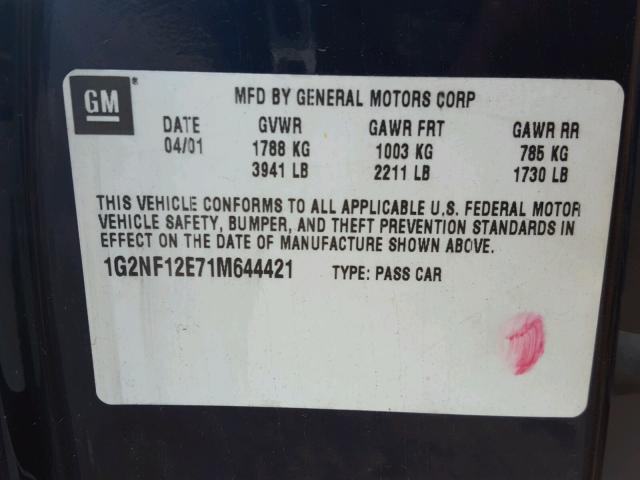 GM ®
MFD BY GENERAL MOTORS CORP
DATE GVWR GAWR FRT GAWR RR
04/01 1788 KG 1003 KG 785 KG
3941 LB 2211 LB 1730 LB
THIS VEHICLE CONFORMS TO ALL APPLICABLE U.S. FEDERAL MOTOR
VEHICLE SAFETY, BUMPER, AND THEFT PREVENTION STANDARDS IN
EFFECT ON THE DATE OF MANUFACTURE SHOWN ABOVE.
1G2NF12E71M644421 TYPE: PASS CAR